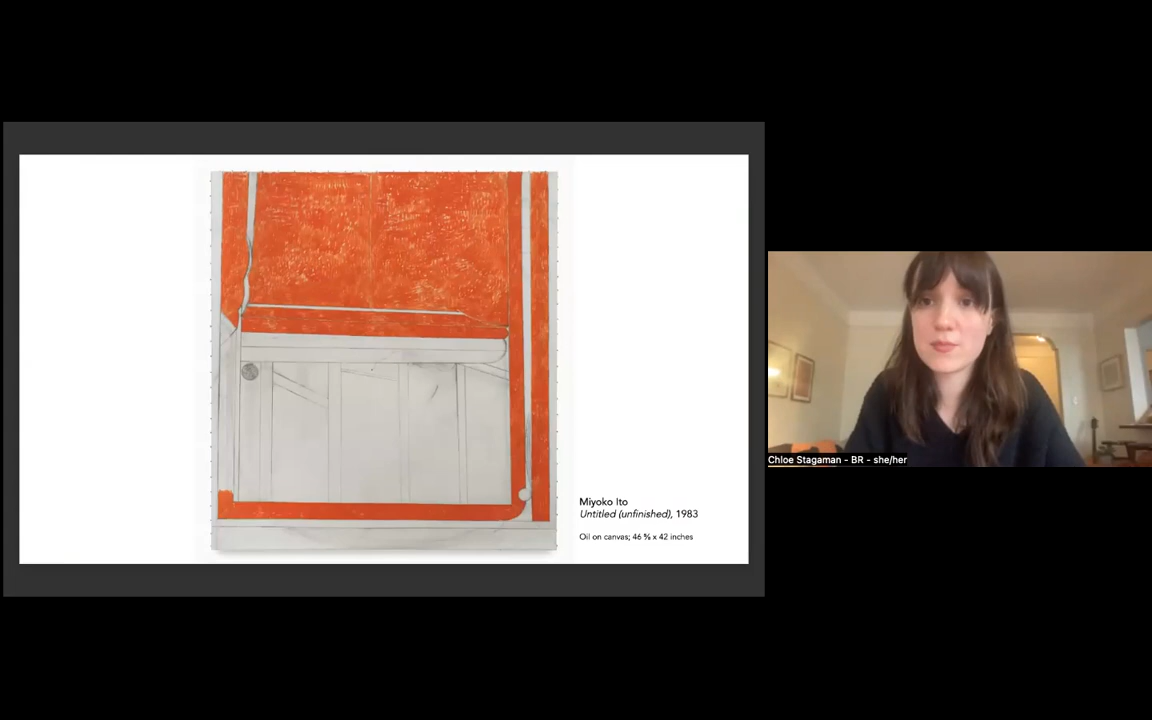 Miyoko Ito
Untitled (unfinished), 1983
Oil on canvas; 46 ⅝ x 42 inches
Chloe Stagaman - BR - she/her